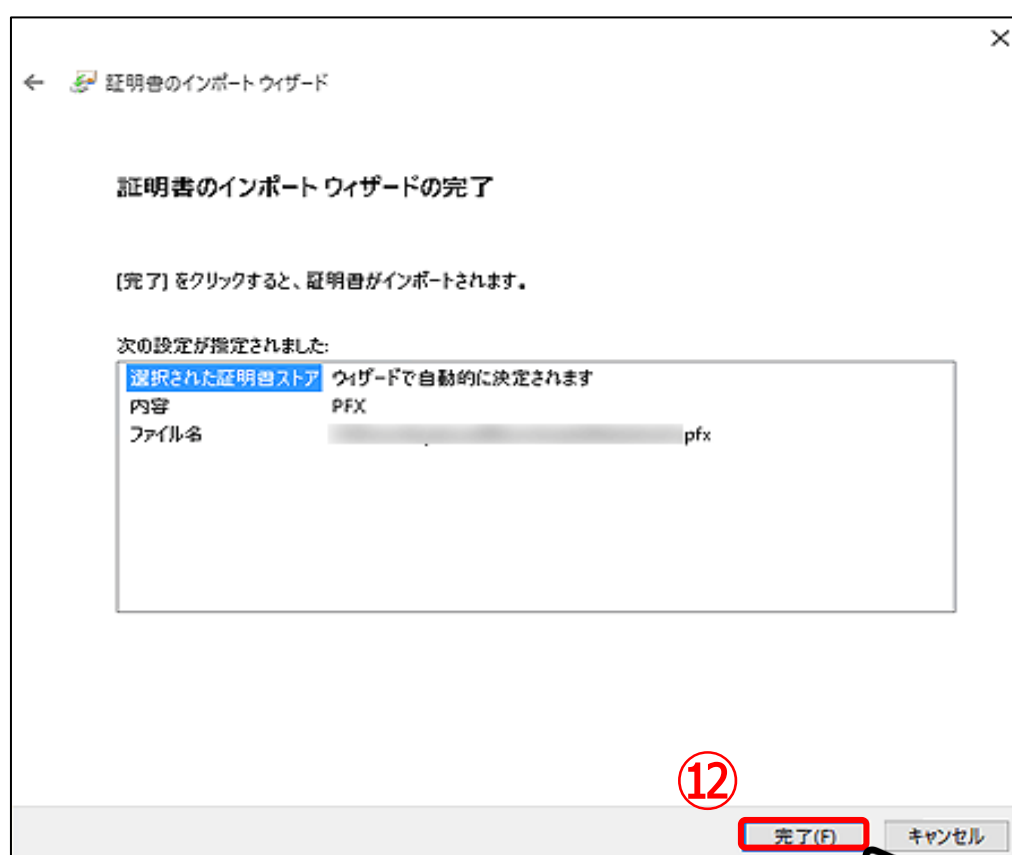 証明書のインポート ウィザード
証明書のインポート ウィザードの完了
[完了] をクリックすると、証明書がインポートされます。
次の設定が指定されました:
選択された証明書ストア ウィザードで自動的に決定されます
内容 PFX
ファイル名 pfx
⑫
完了(F) キャンセル